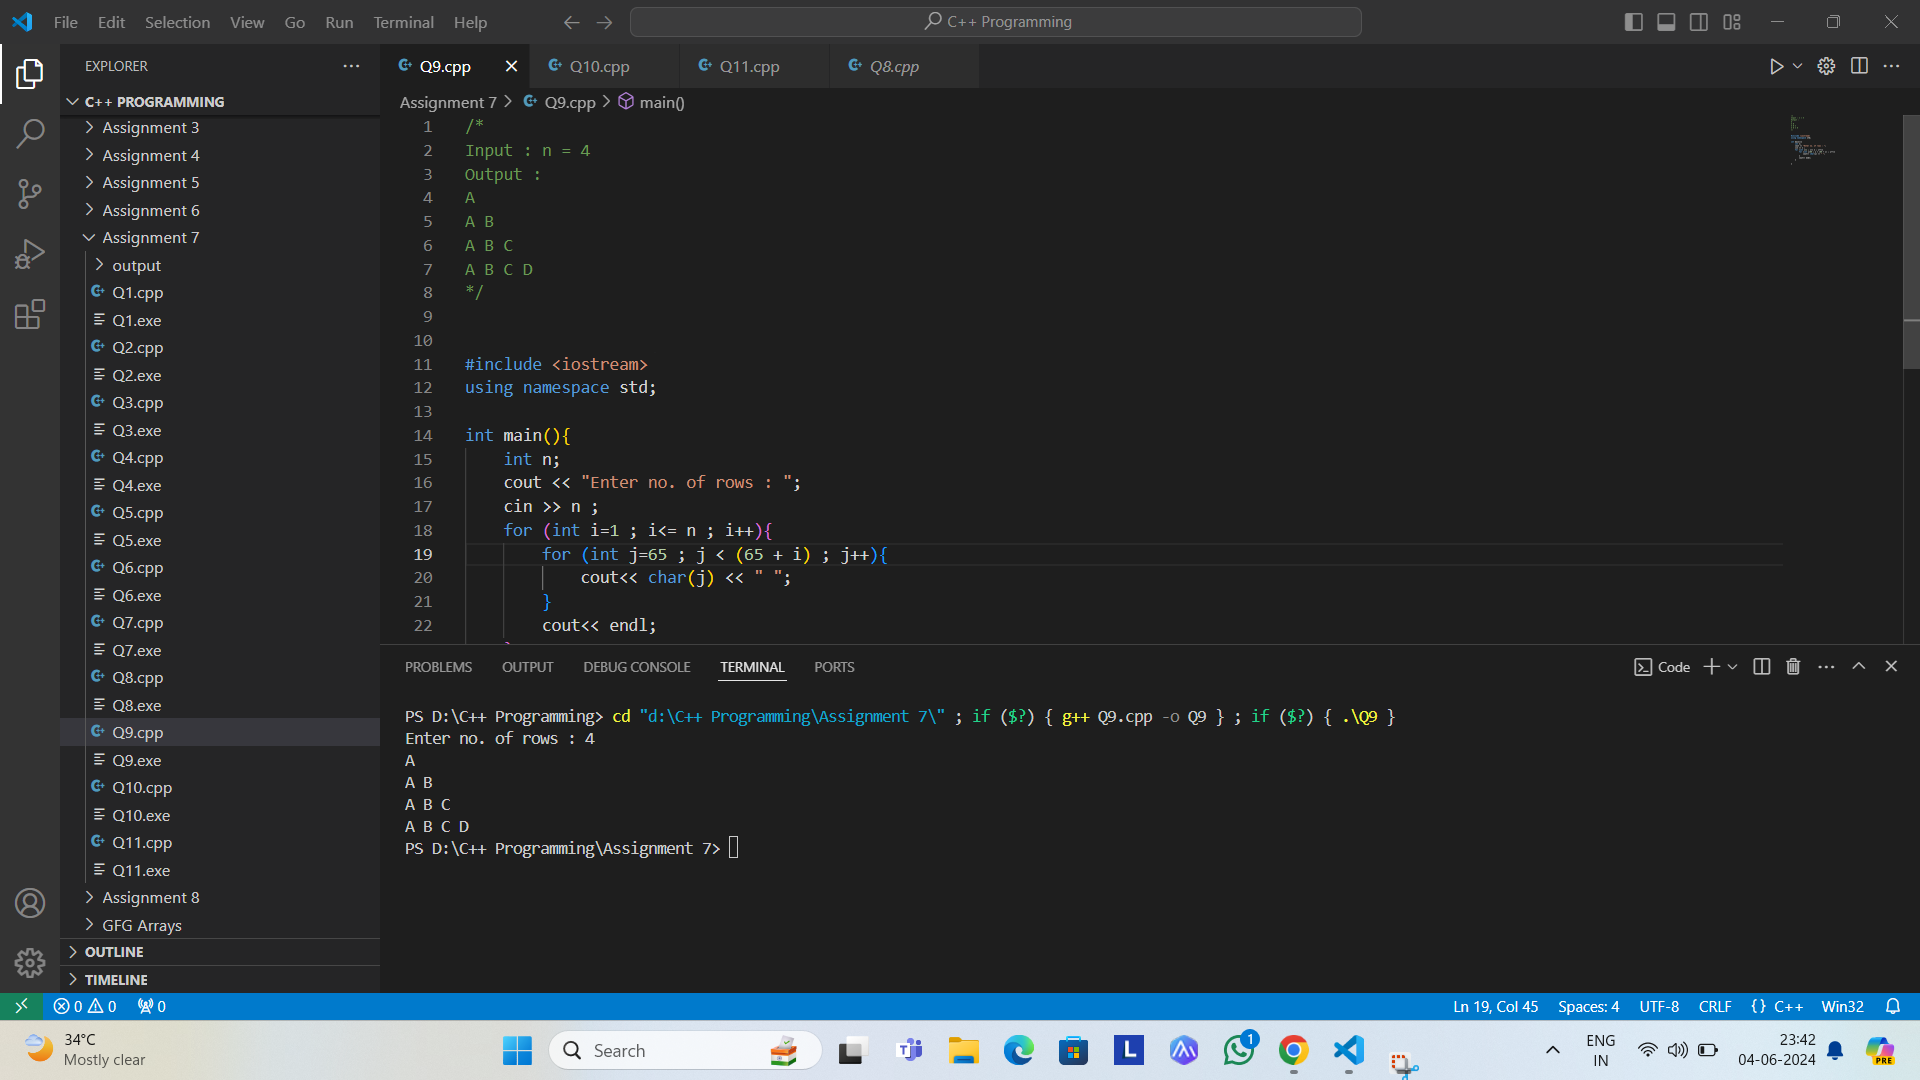 File Edit Selection View Go Run Terminal Help
C++ Programming
EXPLORER
C++ PROGRAMMING
Assignment 3
Assignment 4
Assignment 5
Assignment 6
Assignment 7
output
Q1.cpp
Q1.exe
Q2.cpp
Q2.exe
Q3.cpp
Q3.exe
Q4.cpp
Q4.exe
Q5.cpp
Q5.exe
Q6.cpp
Q6.exe
Q7.cpp
Q7.exe
Q8.cpp
Q8.exe
Q9.cpp
Q9.exe
Q10.cpp
Q10.exe
Q11.cpp
Q11.exe
Assignment 8
GFG Arrays
OUTLINE
TIMELINE
Q9.cpp Q10.cpp Q11.cpp Q8.cpp
Assignment 7 > Q9.cpp > main()
1 /*
2 Input : n = 4
3 Output :
4 A
5 A B
6 A B C
7 A B C D
8 */
9
10
11 #include <iostream>
12 using namespace std;
13
14 int main(){
15 int n;
16 cout << "Enter no. of rows : ";
17 cin >> n ;
18 for (int i=1 ; i<= n ; i++){
19 for (int j=65 ; j < (65 + i) ; j++){
20 cout<< char(j) << " ";
21 }
22 cout<< endl;
PROBLEMS OUTPUT DEBUG CONSOLE TERMINAL PORTS
Code
PS D:\C++ Programming> cd "d:\C++ Programming\Assignment 7\" ; if ($?) { g++ Q9.cpp -o Q9 } ; if ($?) { .\Q9 }
Enter no. of rows : 4
A
A B
A B C
A B C D
PS D:\C++ Programming\Assignment 7>
0 0 0
Ln 19, Col 45 Spaces: 4 UTF-8 CRLF {} C++ Win32
34°C
Mostly clear
Search
L
1
ENG
IN
23:42
04-06-2024
PRE